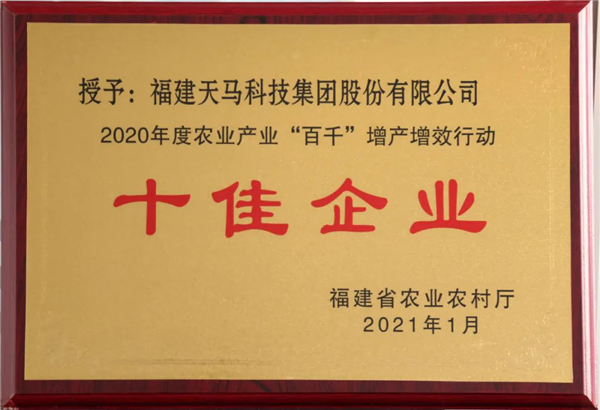 授予：福建天马科技集团股份有限公司
2020年度农业产业“百千”增产增效行动
十佳企业
福建省农业农村厅
2021年1月